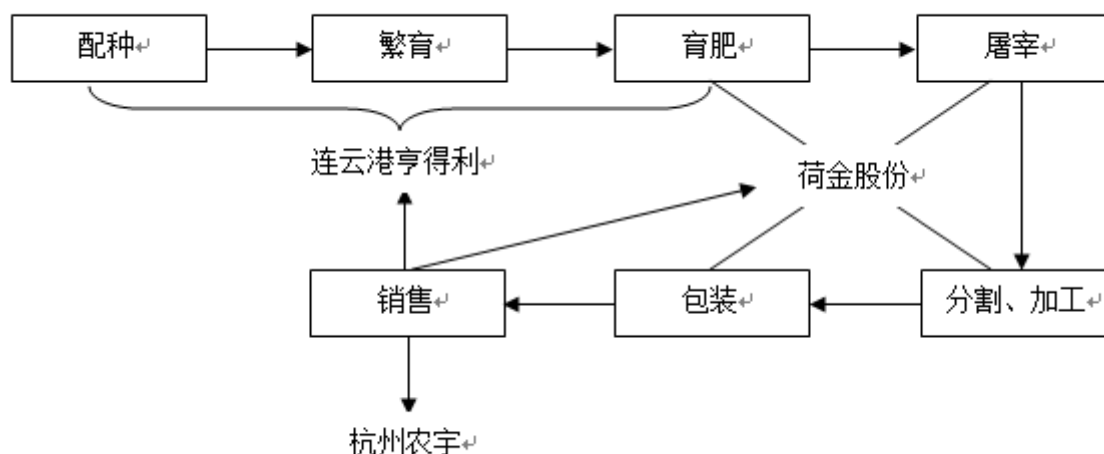 配种
繁育
育肥
屠宰
连云港亨得利
荷金股份
销售
包装
分割、加工
杭州农宇